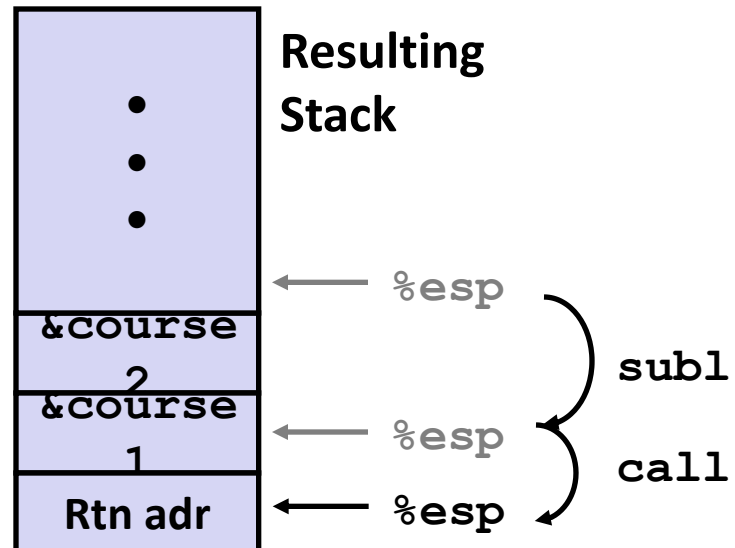 Resulting
Stack
%esp
&course
2
subl
&course
1
%esp
call
Rtn adr
%esp